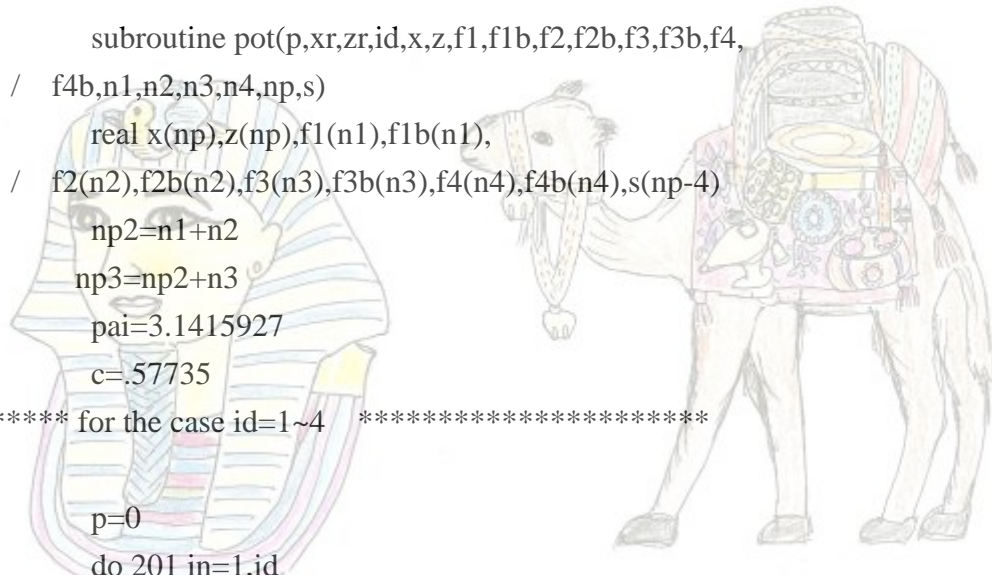 subroutine pot(p,xr,zr,id,x,z,f1,f1b,f2,f2b,f3,f3b,f4,
/ f4b,n1,n2,n3,n4,np,s)
real x(np),z(np),f1(n1),f1b(n1),
/ f2(n2),f2b(n2),f3(n3),f3b(n3),f4(n4),f4b(n4),s(np-4)
np2=n1+n2
np3=np2+n3
pai=3.1415927
c=.57735
***** for the case id=1~4 **********************
p=0
do 201 in=1,id